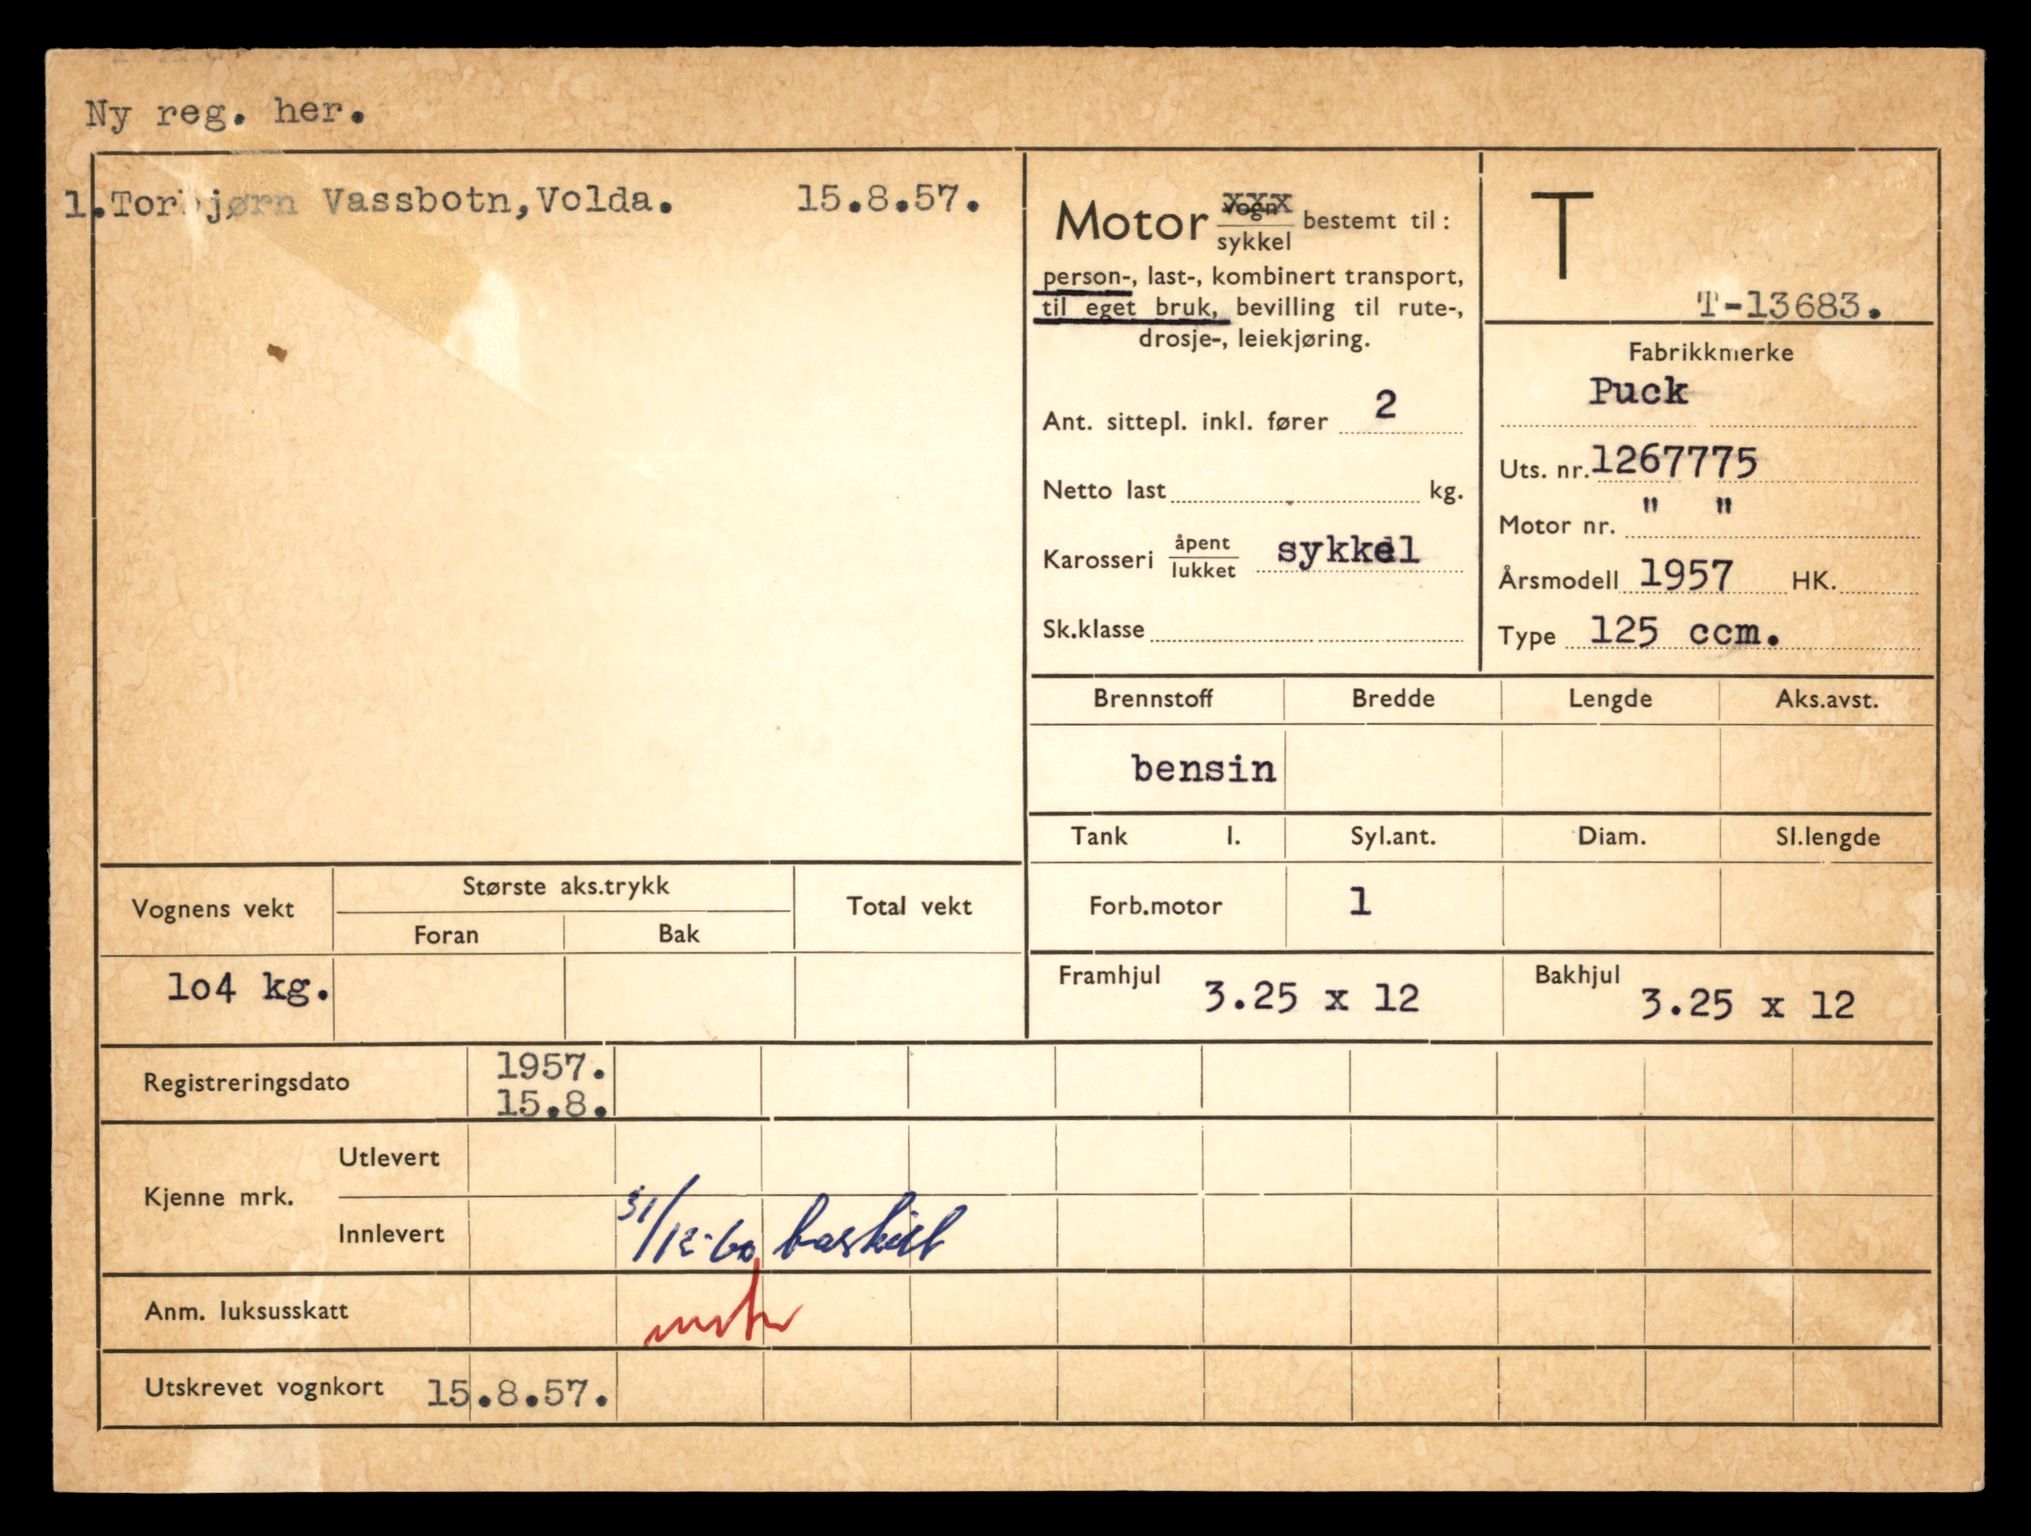 Ny reg. her.
1. Torbjørn Vassbotn, Volda. 15.8.57.
Motor vogn xxx / sykkel bestemt til:
person-, last-, kombinert transport,
til eget bruk, bevilling til rute-,
drosje-, leiekjøring.
Ant. sittepl. inkl. fører 2
Netto last kg.
Karosseri åpent / lukket sykkel
Sk.klasse
T
T-13683.
Fabrikkmerke
Puck
Uts. nr. 1267775
Motor nr. " "
Årsmodell 1957 HK.
Type 125 ccm.
Brennstoff Bredde Lengde Aks.avst.
bensin
Tank l. Syl.ant. Diam. Sl.lengde
Forb.motor 1
Framhjul 3.25 x 12 Bakhjul 3.25 x 12
Vognens vekt Største aks.trykk Total vekt
Foran Bak
lo4 kg.
Registreringsdato 1957.
15.8.
Kjenne mrk. Utlevert
Innlevert 31/12-60
Anm. luksusskatt
Utskrevet vognkort 15.8.57.